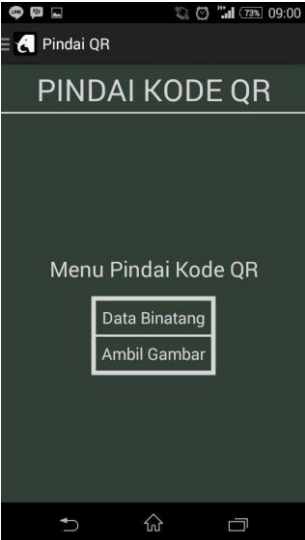 73% 09:00
Pindai QR
PINDAI KODE QR
Menu Pindai Kode QR
Data Binatang
Ambil Gambar